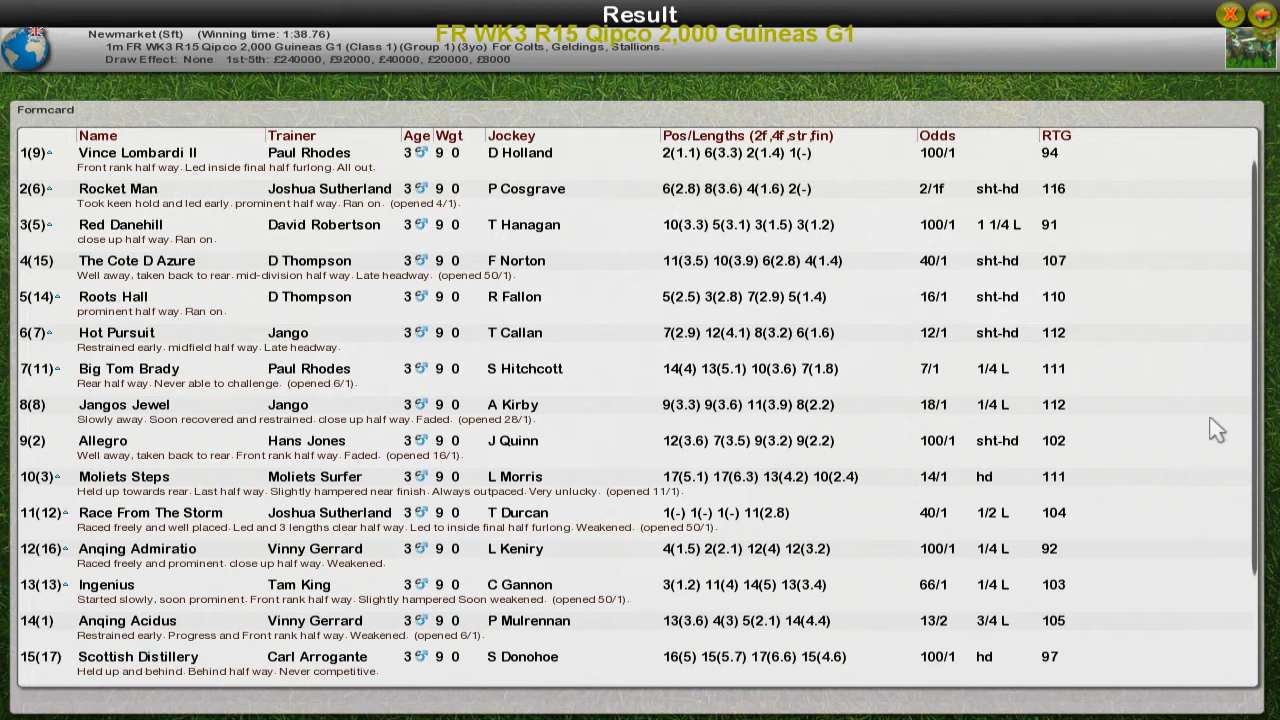 Result
FR WK3 R15 Qipco 2,000 Guineas G1
Newmarket (Sft) (Winning time: 1:38.76)
1m FR WK3 R15 Qipco 2,000 Guineas G1 (Class 1) (Group 1) (3yo) For Colts, Geldings, Stallions.
Draw Effect: None 1st-5th: £240000, £92000, £40000, £20000, £8000
Formcard
Name Trainer Age Wgt Jockey Pos/Lengths (2f,4f,str,fin) Odds RTG
1(9) Vince Lombardi II Paul Rhodes 3 9 0 D Holland 2(1.1) 6(3.3) 2(1.4) 1(-) 100/1 94
Front rank half way. Led inside final half furlong. All out.
2(6) Rocket Man Joshua Sutherland 3 9 0 P Cosgrave 6(2.8) 8(3.6) 4(1.6) 2(-) 2/1f sht-hd 116
Took keen hold and led early. prominent half way. Ran on. (opened 4/1).
3(5) Red Danehill David Robertson 3 9 0 T Hanagan 10(3.3) 5(3.1) 3(1.5) 3(1.2) 100/1 1 1/4 L 91
close up half way. Ran on.
4(15) The Cote D Azure D Thompson 3 9 0 F Norton 11(3.5) 10(3.9) 6(2.8) 4(1.4) 40/1 sht-hd 107
Well away, taken back to rear. mid-division half way. Late headway. (opened 50/1).
5(14) Roots Hall D Thompson 3 9 0 R Fallon 5(2.5) 3(2.8) 7(2.9) 5(1.4) 16/1 sht-hd 110
prominent half way. Ran on.
6(7) Hot Pursuit Jango 3 9 0 T Callan 7(2.9) 12(4.1) 8(3.2) 6(1.6) 12/1 sht-hd 112
Restrained early. midfield half way. Late headway.
7(11) Big Tom Brady Paul Rhodes 3 9 0 S Hitchcott 14(4) 13(5.1) 10(3.6) 7(1.8) 7/1 1/4 L 111
Rear half way. Never able to challenge. (opened 6/1).
8(8) Jangos Jewel Jango 3 9 0 A Kirby 9(3.3) 9(3.6) 11(3.9) 8(2.2) 18/1 1/4 L 112
Slowly away. Soon recovered and restrained. close up half way. Faded. (opened 28/1).
9(2) Allegro Hans Jones 3 9 0 J Quinn 12(3.6) 7(3.5) 9(3.2) 9(2.2) 100/1 sht-hd 102
Well away, taken back to rear. Front rank half way. Faded. (opened 16/1).
10(3) Moliets Steps Moliets Surfer 3 9 0 L Morris 17(5.1) 17(6.3) 13(4.2) 10(2.4) 14/1 hd 111
Held up towards rear. Last half way. Slightly hampered near finish. Always outpaced. Very unlucky. (opened 11/1).
11(12) Race From The Storm Joshua Sutherland 3 9 0 T Durcan 1(-) 1(-) 1(-) 11(2.8) 40/1 1/2 L 104
Raced freely and well placed. Led and 3 lengths clear half way. Led to inside final half furlong. Weakened. (opened 50/1).
12(16) Anqing Admiratio Vinny Gerrard 3 9 0 L Keniry 4(1.5) 2(2.1) 12(4) 12(3.2) 100/1 1/4 L 92
Raced freely and prominent. close up half way. Weakened.
13(13) Ingenius Tam King 3 9 0 C Gannon 3(1.2) 11(4) 14(5) 13(3.4) 66/1 1/4 L 103
Started slowly, soon prominent. Front rank half way. Slightly hampered Soon weakened. (opened 50/1).
14(1) Anqing Acidus Vinny Gerrard 3 9 0 P Mulrennan 13(3.6) 4(3) 5(2.1) 14(4.4) 13/2 3/4 L 105
Restrained early. Progress and Front rank half way. Weakened. (opened 6/1).
15(17) Scottish Distillery Carl Arrogante 3 9 0 S Donohoe 16(5) 15(5.7) 17(6.6) 15(4.6) 100/1 hd 97
Held up and behind. Behind half way. Never competitive.